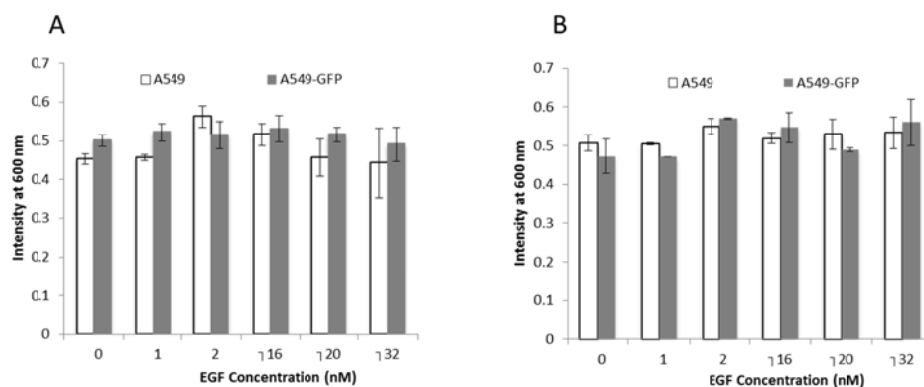 A
0.7
A549
A549-GFP
0.6
0.5
0.4
0.3
0.2
0.1
0
Intensity at 600 nm
0 1 2 ┐16 ┐20 ┐32
EGF Concentration (nM)
B
0.7
A549
A549-GFP
0.6
0.5
0.4
0.3
0.2
0.1
0
Intensity at 600 nm
0 1 2 ┐16 ┐20 ┐32
EGF Concentration (nM)